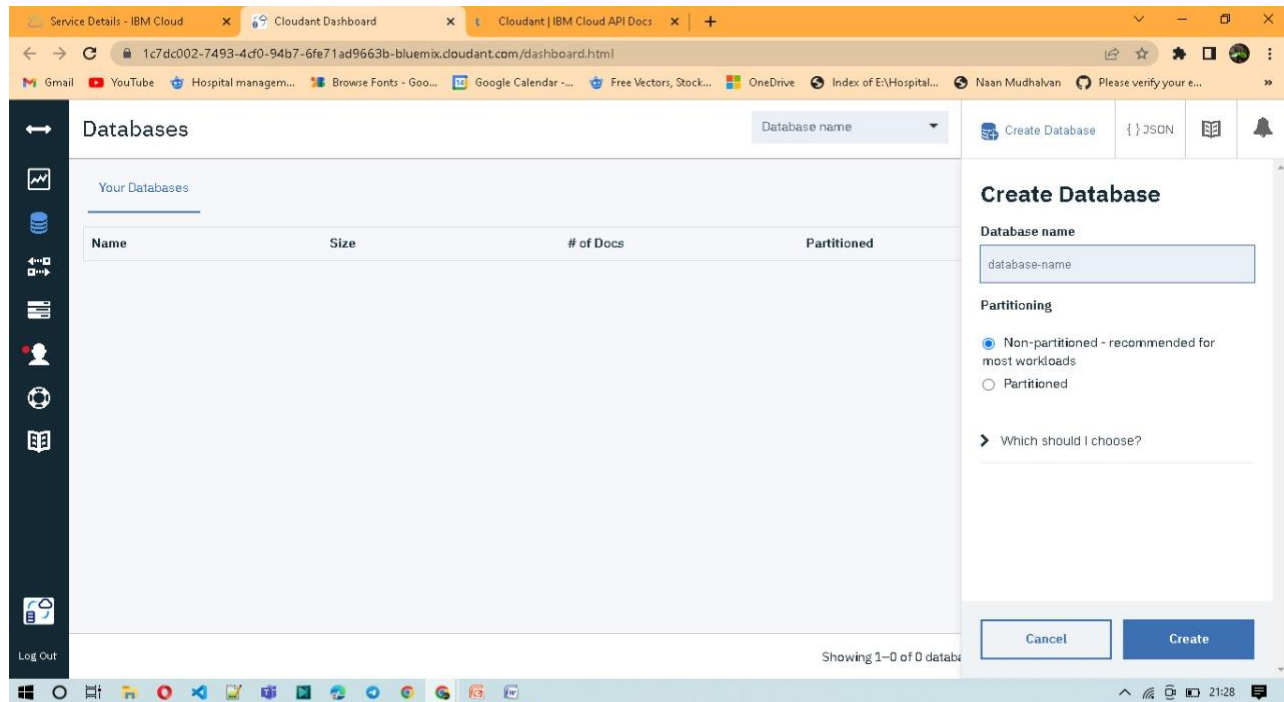 Service Details - IBM Cloud
Cloudant Dashboard
Cloudant | IBM Cloud API Docs
1c7dc002-7493-4cf0-94b7-6fe71ad9663b-bluemix.cloudant.com/dashboard.html
Gmail YouTube Hospital managem... Browse Fonts - Goo... Google Calendar -... Free Vectors, Stock... OneDrive Index of E:\Hospital... Naan Mudhalvan Please verify your e... »
Databases
Database name
Create Database
{ } JSON
Your Databases
Name Size # of Docs Partitioned
Create Database
Database name
database-name
Partitioning
Non-partitioned - recommended for
most workloads
Partitioned
Which should I choose?
Cancel Create
Log Out
Showing 1–0 of 0 databa
21:28